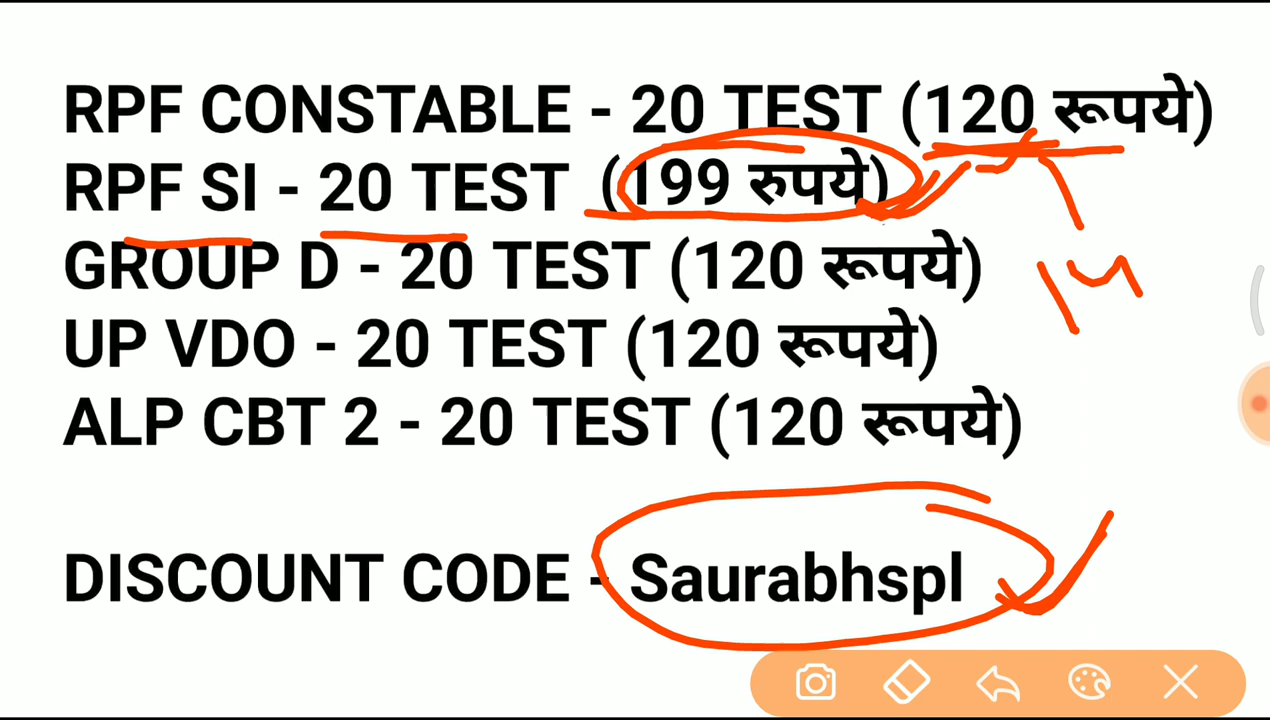 RPF CONSTABLE - 20 TEST (120 रूपये)
RPF SI - 20 TEST (199 रुपये)
GROUP D - 20 TEST (120 रूपये)
UP VDO - 20 TEST (120 रूपये)
ALP CBT 2 - 20 TEST (120 रूपये)
DISCOUNT CODE - Saurabhspl